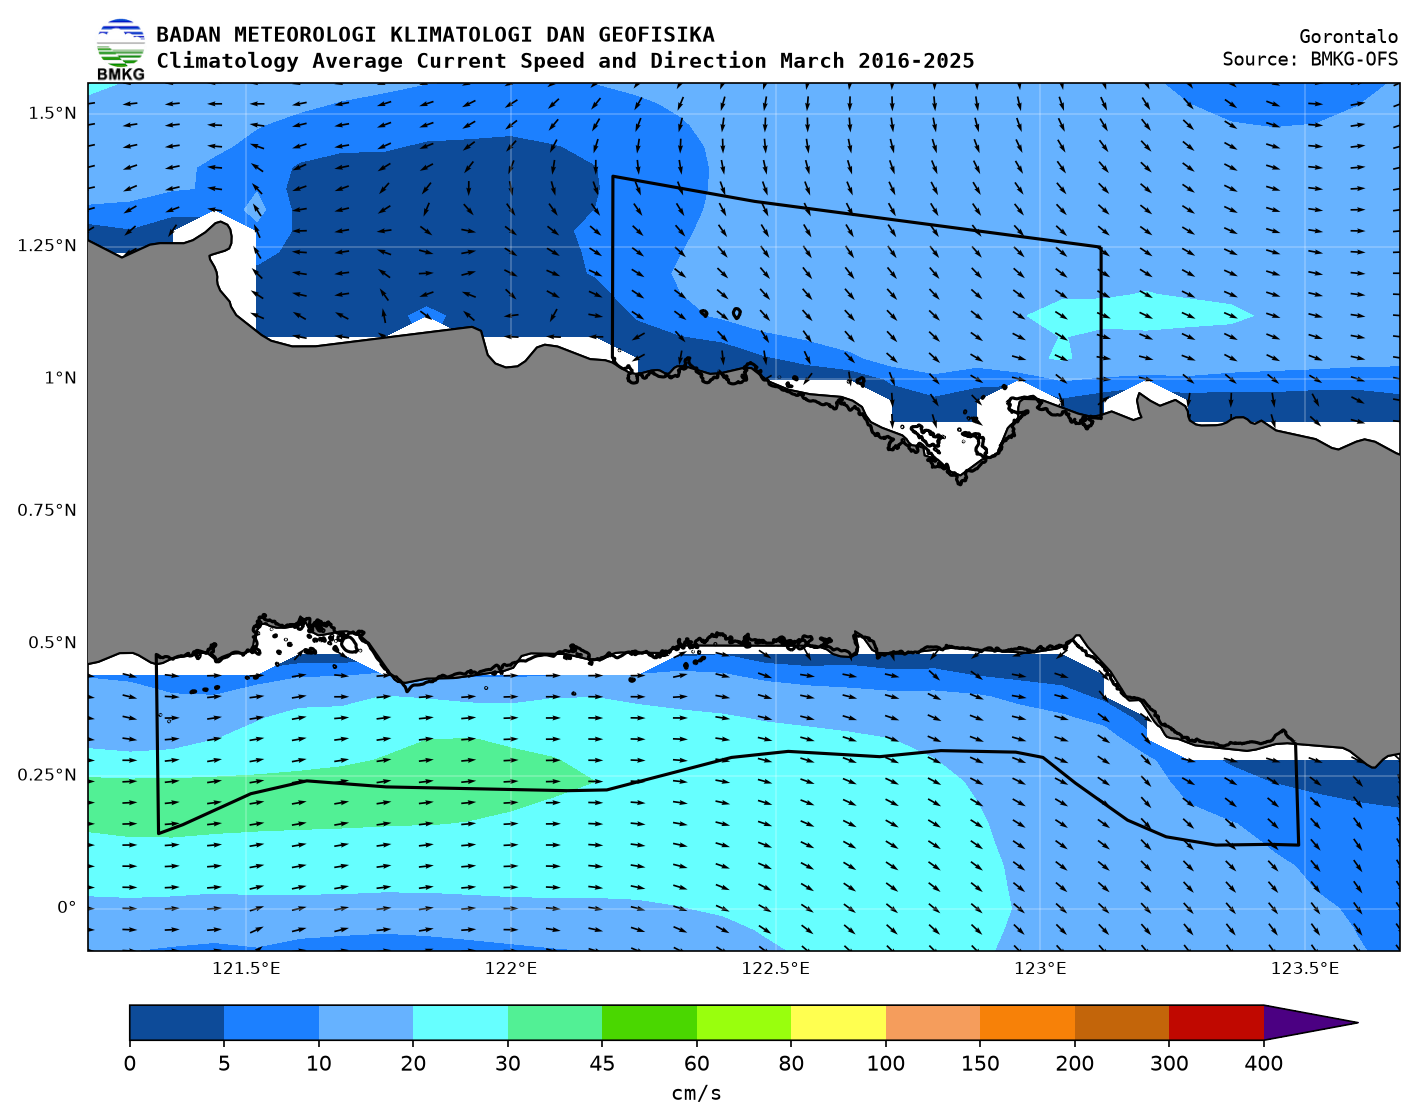 BADAN METEOROLOGI KLIMATOLOGI DAN GEOFISIKA
Climatology Average Current Speed and Direction March 2016-2025
BMKG
Gorontalo
Source: BMKG-OFS
1.5°N
1.25°N
1°N
0.75°N
0.5°N
0.25°N
0°
121.5°E 122°E 122.5°E 123°E 123.5°E
0 5 10 20 30 45 60 80 100 150 200 300 400
cm/s